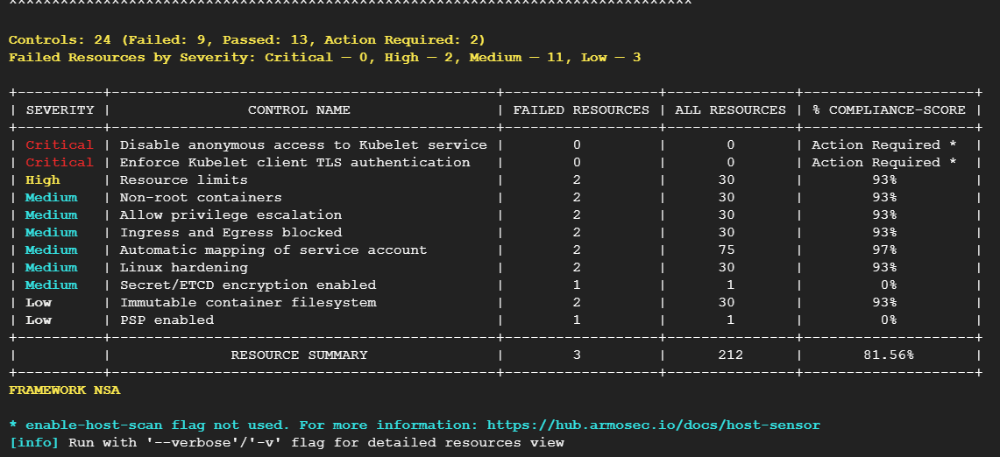 ^^^^^^^^^^^^^^^^^^^^^^^^^^^^^^^^^^^^^^^^^^^^^^^^^^^^^^^^^^^^^^^^^^^^^^^^^^^^^^^^
Controls: 24 (Failed: 9, Passed: 13, Action Required: 2)
Failed Resources by Severity: Critical — 0, High — 2, Medium — 11, Low — 3
+----------+---------------------------------------------+-------------------+---------------+--------------------+
| SEVERITY | CONTROL NAME | FAILED RESOURCES | ALL RESOURCES | % COMPLIANCE-SCORE |
+----------+---------------------------------------------+-------------------+---------------+--------------------+
| Critical | Disable anonymous access to Kubelet service | 0 | 0 | Action Required * |
| Critical | Enforce Kubelet client TLS authentication | 0 | 0 | Action Required * |
| High | Resource limits | 2 | 30 | 93% |
| Medium | Non-root containers | 2 | 30 | 93% |
| Medium | Allow privilege escalation | 2 | 30 | 93% |
| Medium | Ingress and Egress blocked | 2 | 30 | 93% |
| Medium | Automatic mapping of service account | 2 | 75 | 97% |
| Medium | Linux hardening | 2 | 30 | 93% |
| Medium | Secret/ETCD encryption enabled | 1 | 1 | 0% |
| Low | Immutable container filesystem | 2 | 30 | 93% |
| Low | PSP enabled | 1 | 1 | 0% |
+----------+---------------------------------------------+-------------------+---------------+--------------------+
| | RESOURCE SUMMARY | 3 | 212 | 81.56% |
+----------+---------------------------------------------+-------------------+---------------+--------------------+
FRAMEWORK NSA
* enable-host-scan flag not used. For more information: https://hub.armosec.io/docs/host-sensor
[info] Run with '--verbose'/'-v' flag for detailed resources view